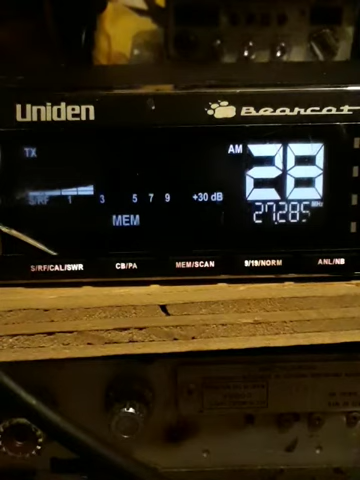 Uniden Bearcat
TX AM 28
S/RF 1 3 5 7 9 +30 dB
27.285 MHz
MEM
S/RF/CAL/SWR CB/PA MEM/SCAN 9/19/NORM ANL/NB